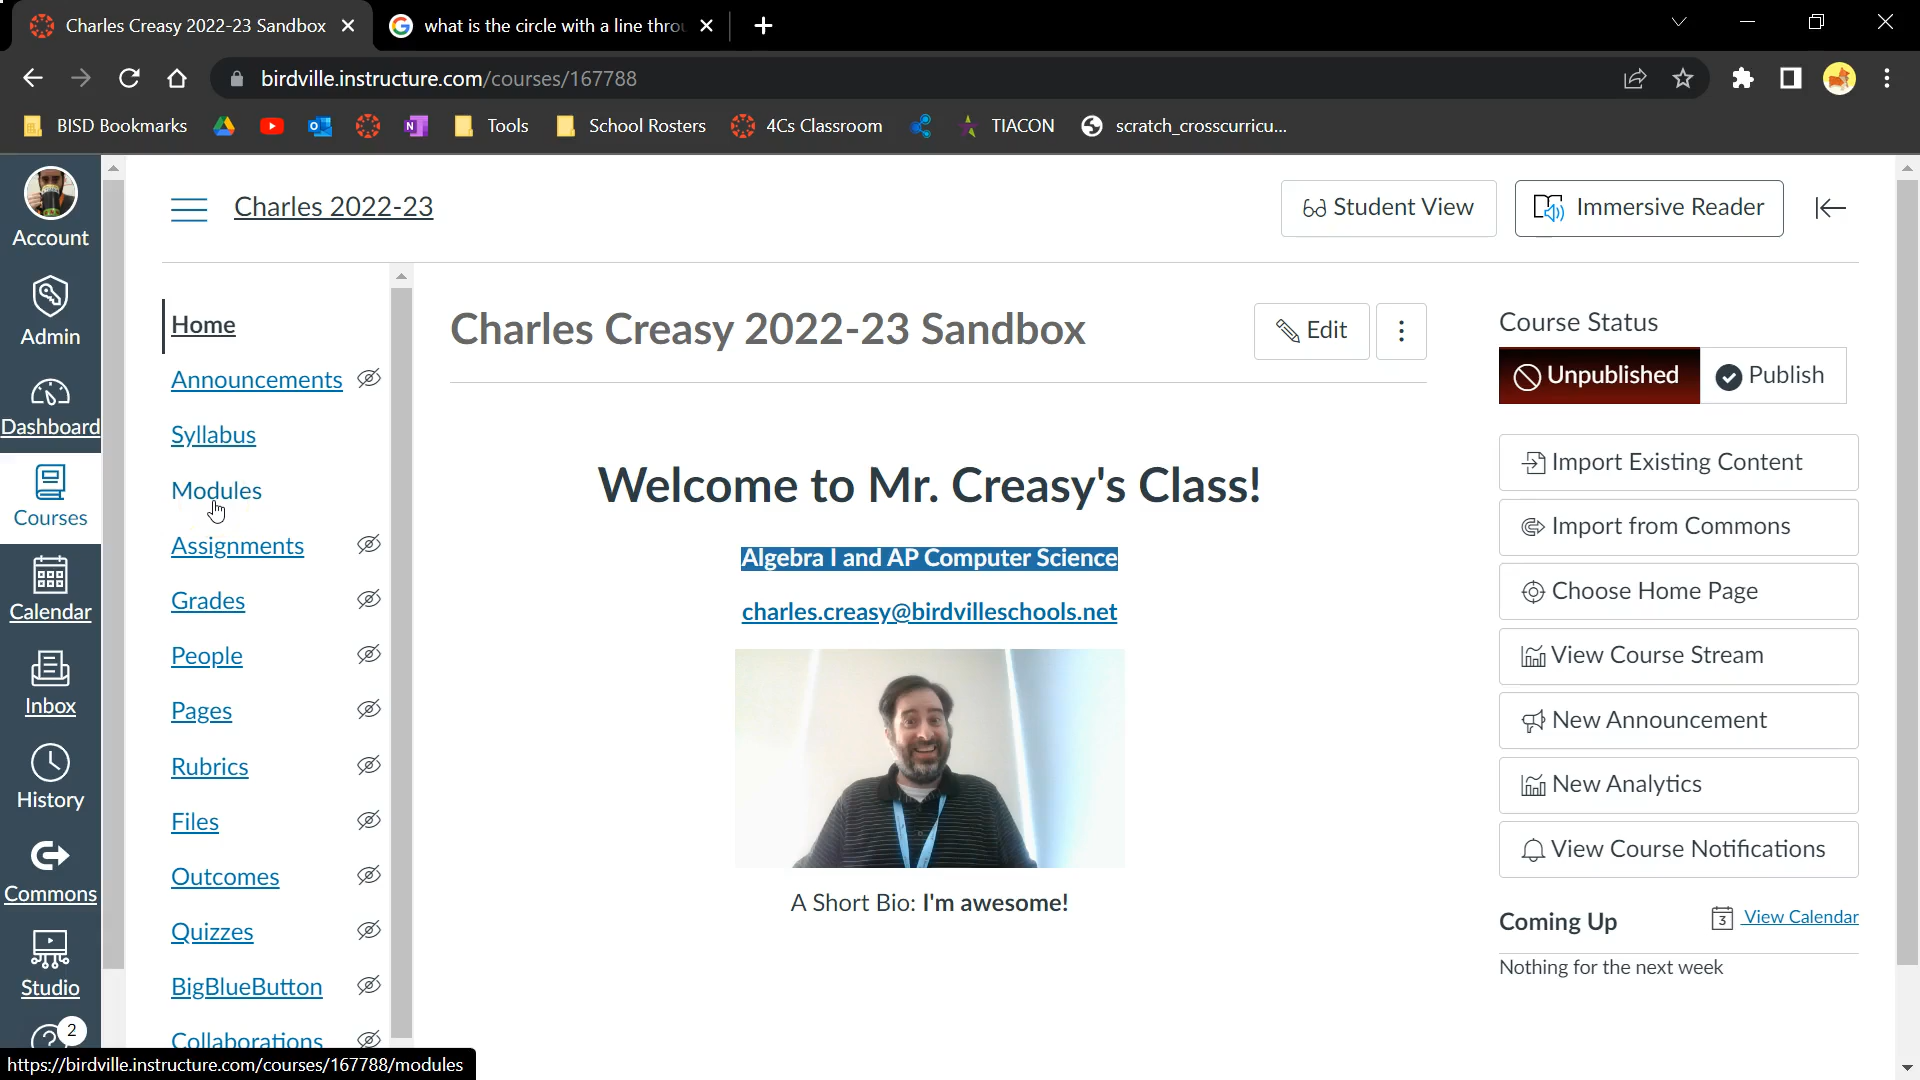 Charles Creasy 2022-23 Sandbox
what is the circle with a line throu
birdville.instructure.com/courses/167788
BISD Bookmarks
Tools
School Rosters
4Cs Classroom
TIACON
scratch_crosscurricu...
Account
Admin
Dashboard
Courses
Calendar
Inbox
History
Commons
Studio
2
Charles 2022-23
Student View
Immersive Reader
Home
Announcements
Syllabus
Modules
Assignments
Grades
People
Pages
Rubrics
Files
Outcomes
Quizzes
BigBlueButton
Collaborations
Charles Creasy 2022-23 Sandbox
Edit
Welcome to Mr. Creasy's Class!
Algebra I and AP Computer Science
charles.creasy@birdvilleschools.net
A Short Bio: I'm awesome!
Course Status
Unpublished
Publish
Import Existing Content
Import from Commons
Choose Home Page
View Course Stream
New Announcement
New Analytics
View Course Notifications
Coming Up
3
View Calendar
Nothing for the next week
https://birdville.instructure.com/courses/167788/modules